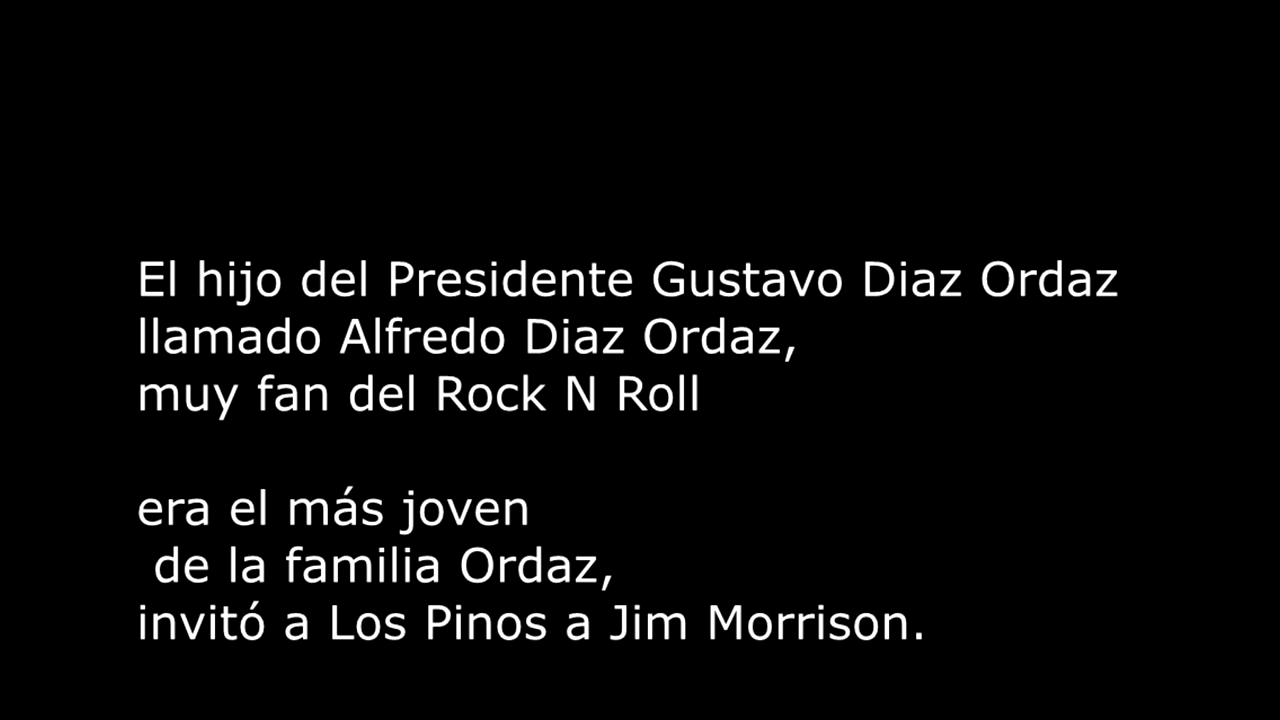 El hijo del Presidente Gustavo Diaz Ordaz
llamado Alfredo Diaz Ordaz,
muy fan del Rock N Roll
era el más joven
de la familia Ordaz,
invitó a Los Pinos a Jim Morrison.